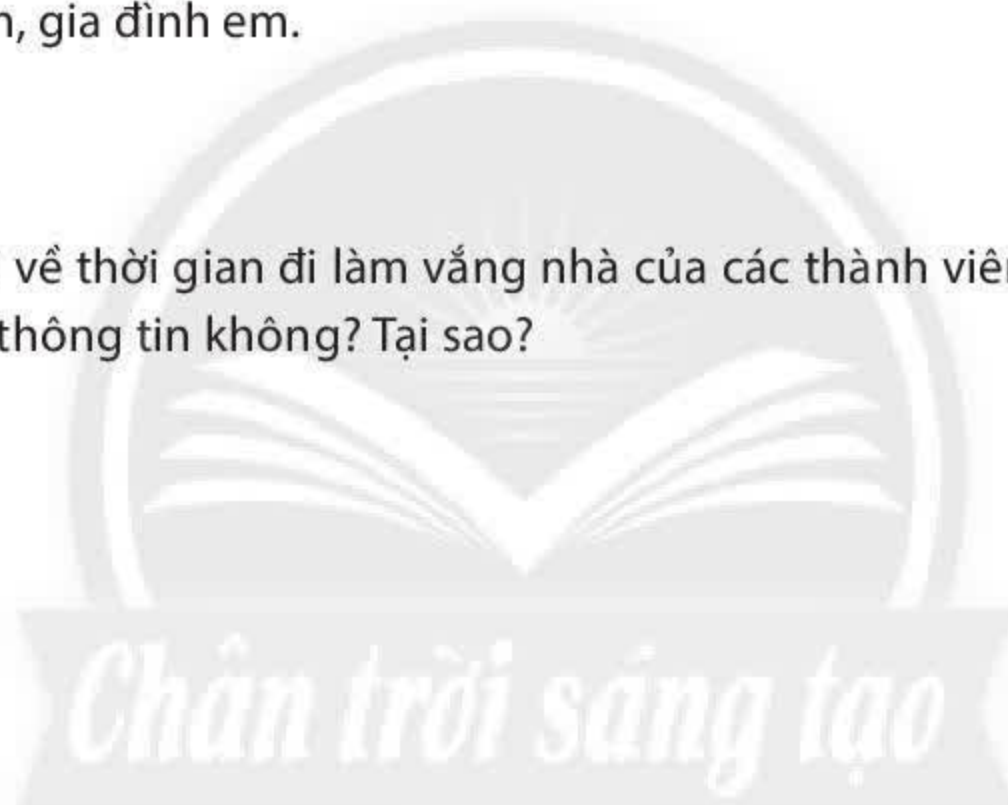 , gia đình em.
về thời gian đi làm vắng nhà của các thành
thông tin không? Tại sao?
Chân trời sáng tạo